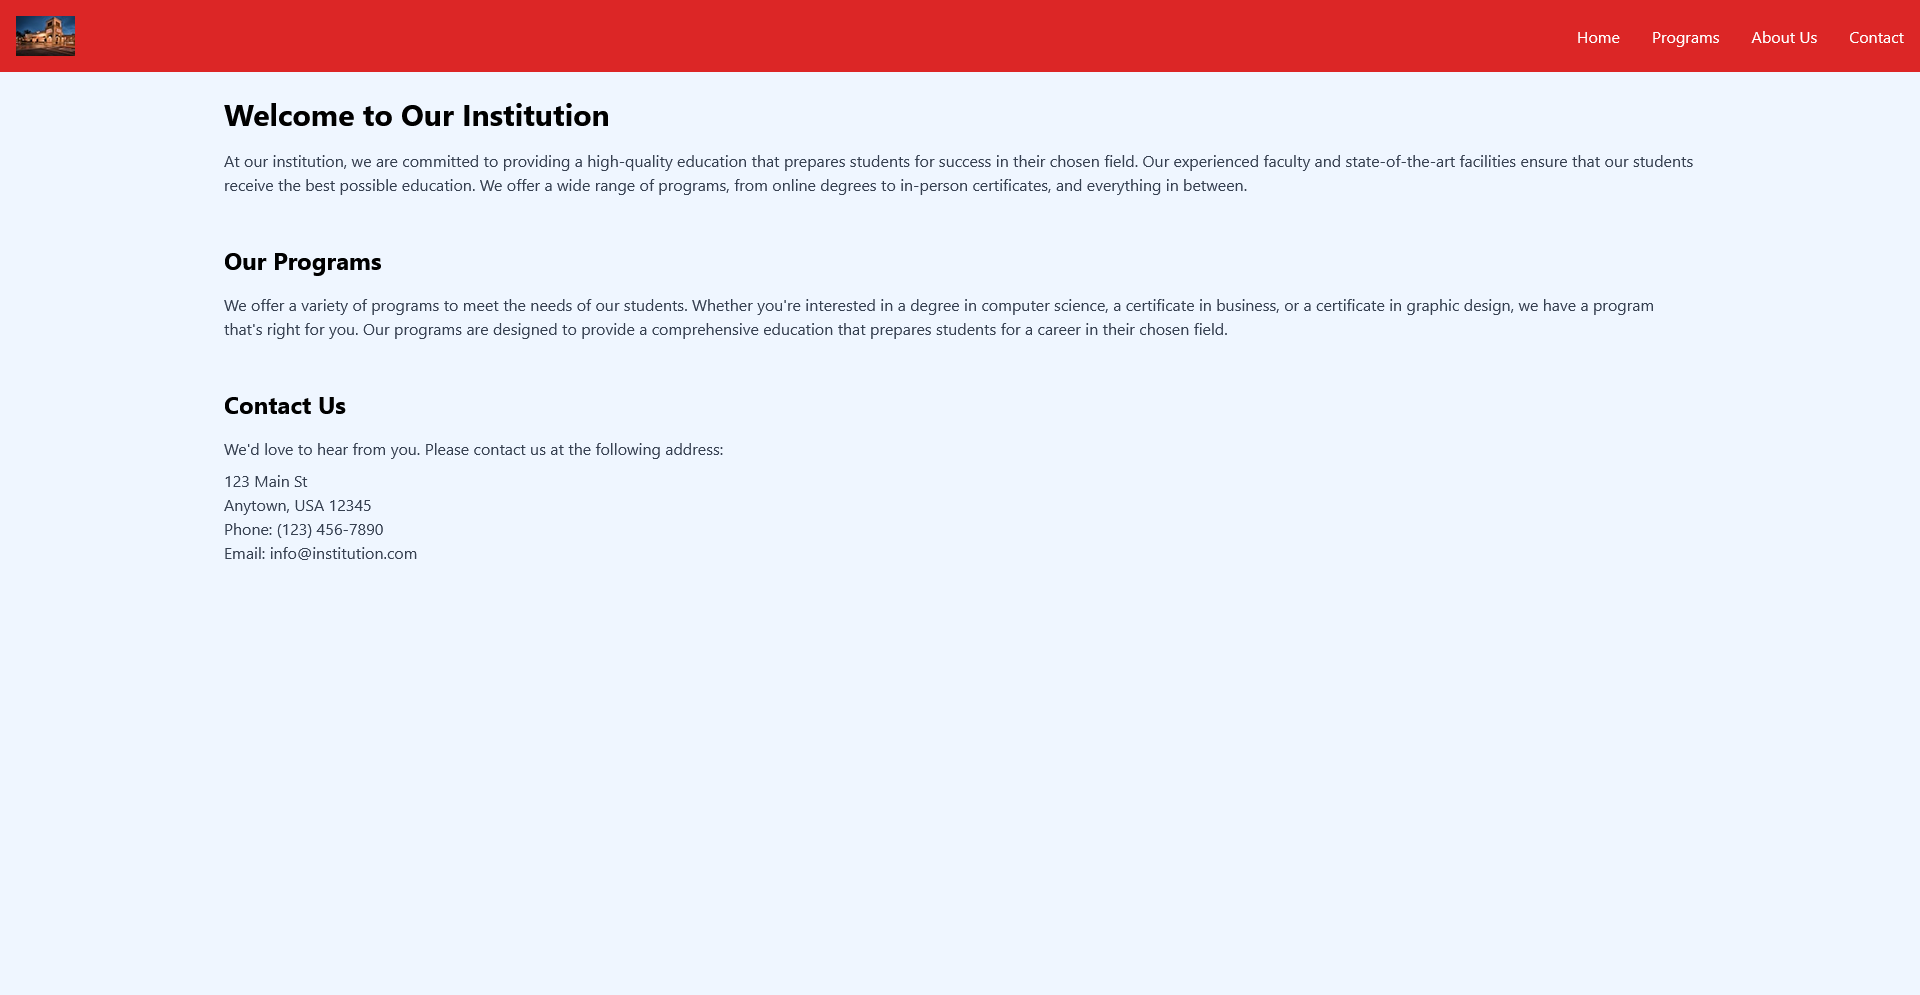 Home Programs About Us Contact
Welcome to Our Institution
At our institution, we are committed to providing a high-quality education that prepares students for success in their chosen field. Our experienced faculty and state-of-the-art facilities ensure that our students
receive the best possible education. We offer a wide range of programs, from online degrees to in-person certificates, and everything in between.
Our Programs
We offer a variety of programs to meet the needs of our students. Whether you're interested in a degree in computer science, a certificate in business, or a certificate in graphic design, we have a program
that's right for you. Our programs are designed to provide a comprehensive education that prepares students for a career in their chosen field.
Contact Us
We'd love to hear from you. Please contact us at the following address:
123 Main St
Anytown, USA 12345
Phone: (123) 456-7890
Email: info@institution.com